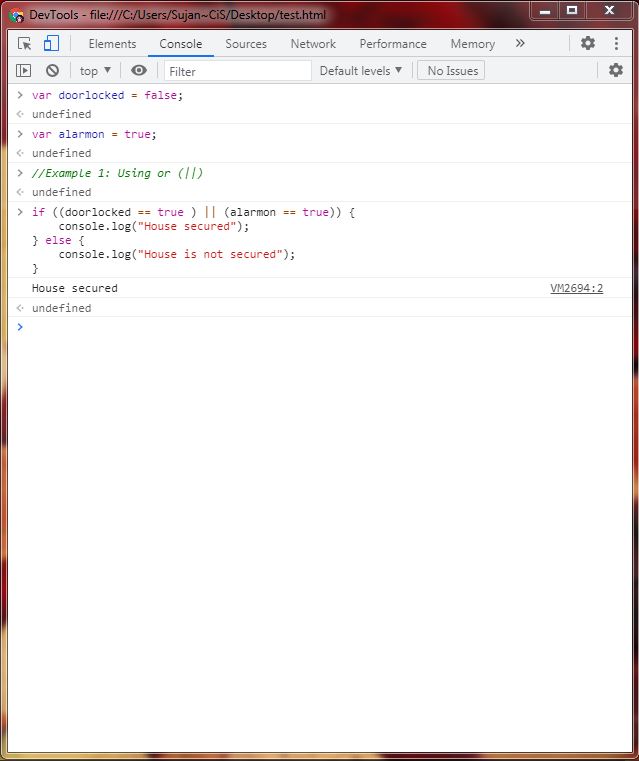 DevTools - file:///C:/Users/Sujan~CiS/Desktop/test.html
Elements Console Sources Network Performance Memory »
top ▼ Filter Default levels ▼ No Issues
> var doorlocked = false;
<· undefined
> var alarmon = true;
<· undefined
> //Example 1: Using or (||)
<· undefined
> if ((doorlocked == true ) || (alarmon == true)) {
console.log("House secured");
} else {
console.log("House is not secured");
}
House secured VM2694:2
<· undefined
>